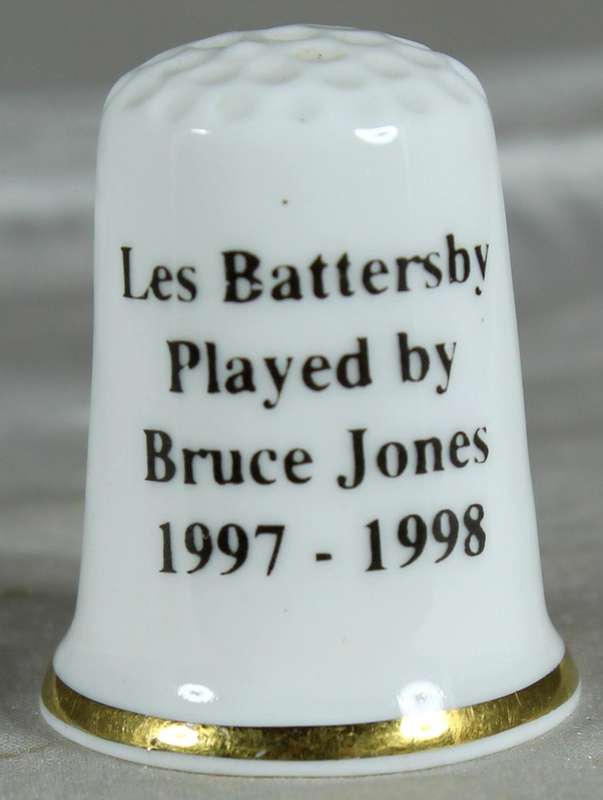 Les Battersby
Played by
Bruce Jones
1997 - 1998